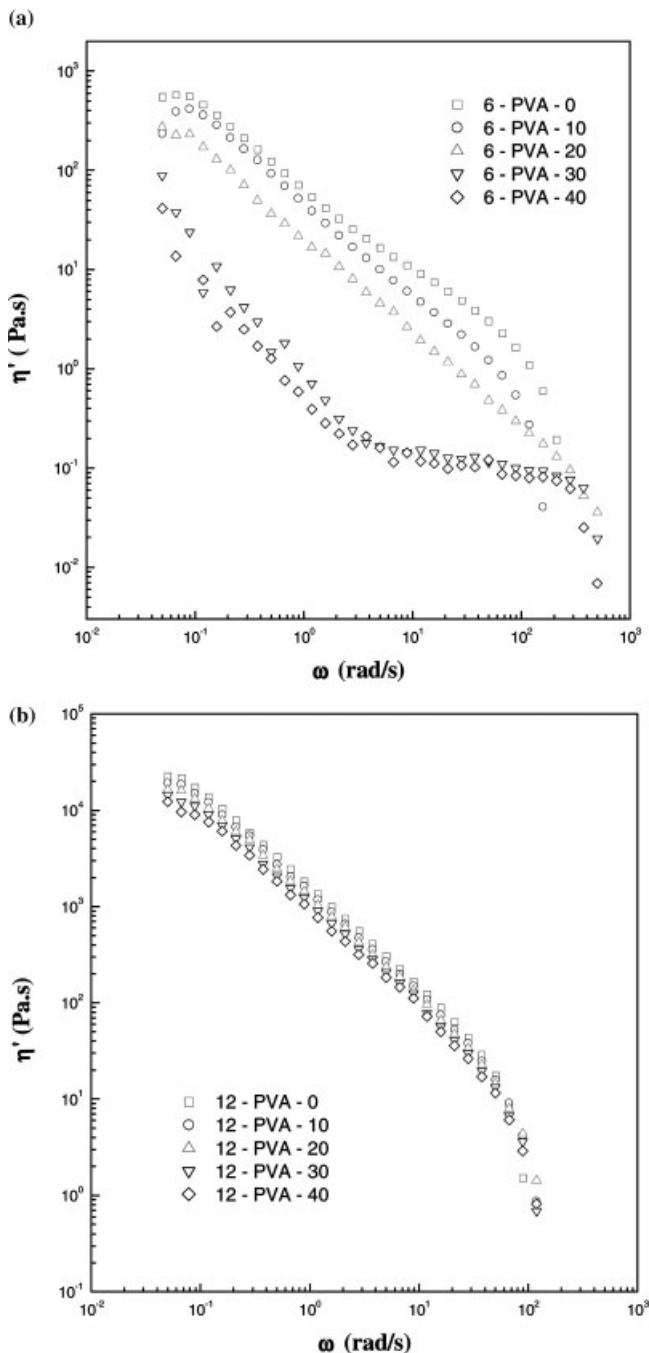 (a)
10³
10²
10¹
10⁰
10⁻¹
10⁻²
η' ( Pa.s)
6 - PVA - 0
6 - PVA - 10
6 - PVA - 20
6 - PVA - 30
6 - PVA - 40
10⁻² 10⁻¹ 10⁰ 10¹ 10² 10³
ω (rad/s)
(b)
10⁵
10⁴
10³
10²
10¹
10⁰
10⁻¹
η' (Pa.s)
12 - PVA - 0
12 - PVA - 10
12 - PVA - 20
12 - PVA - 30
12 - PVA - 40
10⁻² 10⁻¹ 10⁰ 10¹ 10² 10³
ω (rad/s)